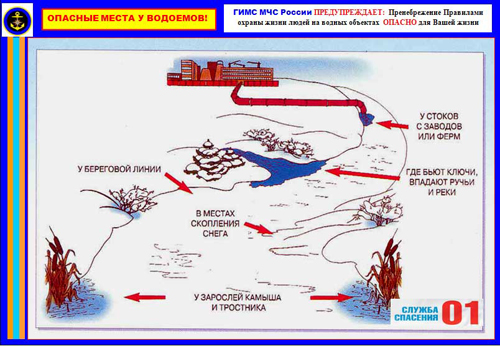 ОПАСНЫЕ МЕСТА У ВОДОЕМОВ!
ГИМС МЧС России ПРЕДУПРЕЖДАЕТ: Пренебрежение Правилами
охраны жизни людей на водных объектах ОПАСНО для Вашей жизни
У СТОКОВ
С ЗАВОДОВ
ИЛИ ФЕРМ
У БЕРЕГОВОЙ ЛИНИИ
ГДЕ БЬЮТ КЛЮЧИ,
ВПАДАЮТ РУЧЬИ
И РЕКИ
В МЕСТАХ
СКОПЛЕНИЯ
СНЕГА
У ЗАРОСЛЕЙ КАМЫША
И ТРОСТНИКА
СЛУЖБА
СПАСЕНИЯ 01